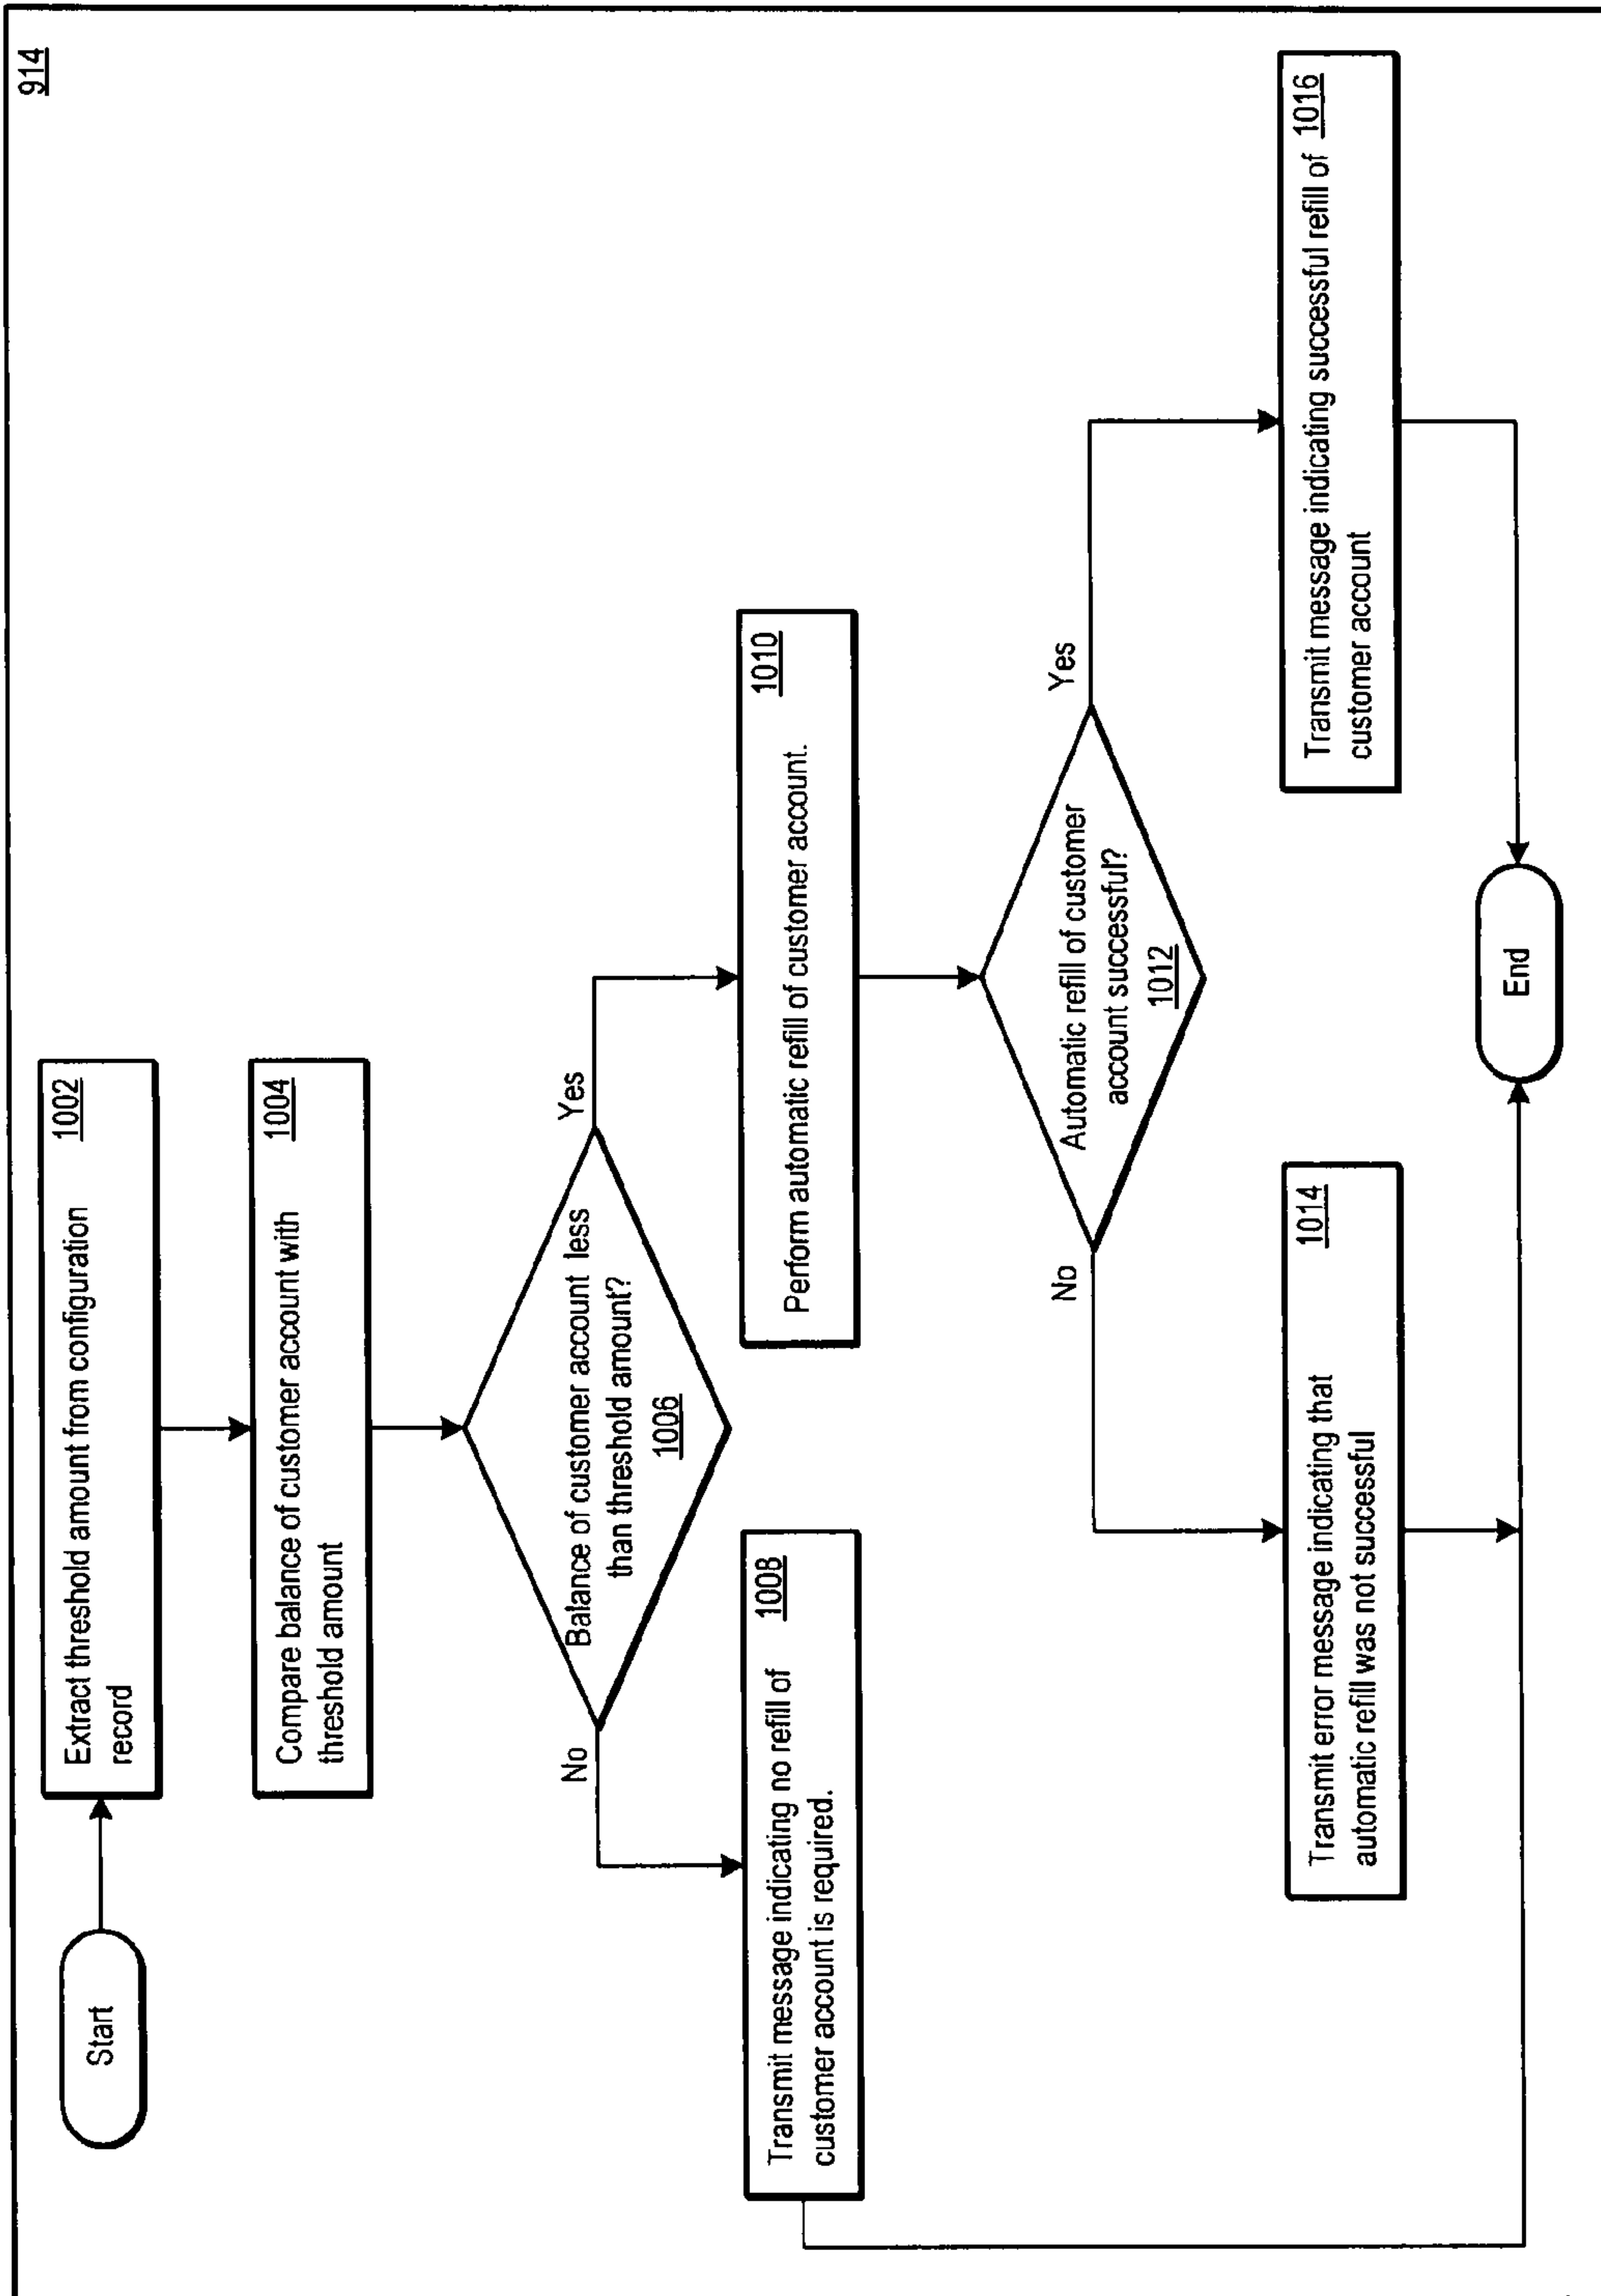 914
Start
Extract threshold amount from configuration
record
1002
Compare balance of customer account with
threshold amount
1004
Balance of customer account less
than threshold amount?
1006
No
Yes
Transmit message indicating no refill of
customer account is required.
1008
1010
Perform automatic refill of customer account.
Automatic refill of customer
account successful?
1012
No
Yes
Transmit error message indicating that
automatic refill was not successful
1014
Transmit message indicating successful refill of
customer account
1016
End